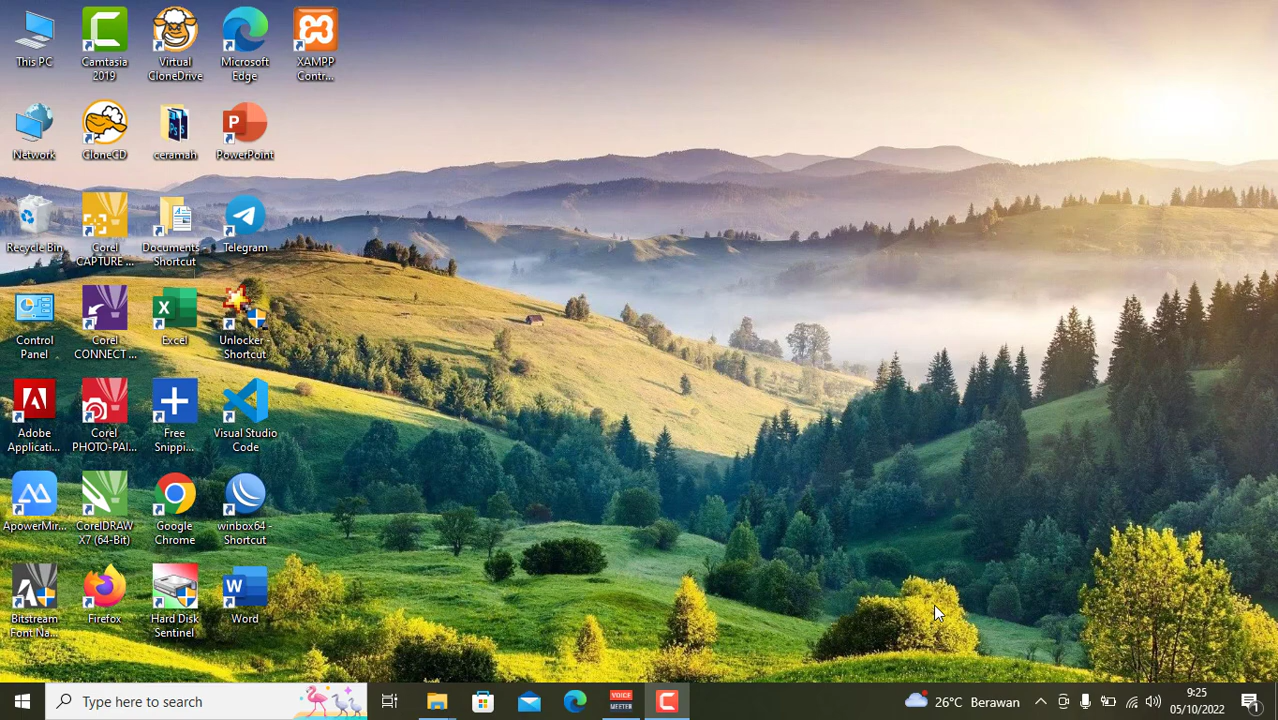 This PC
Camtasia
2019
Virtual
CloneDrive
Microsoft
Edge
XAMPP
Contr...
Network
CloneCD
ceramah
PowerPoint
Recycle Bin
Corel
CAPTURE ...
Documents -
Shortcut
Telegram
Control
Panel
Corel
CONNECT ...
Excel
Unlocker
Shortcut
Adobe
Applicati...
Corel
PHOTO-PAI...
Free
Snippi...
Visual Studio
Code
ApowerMir...
CorelDRAW
X7 (64-Bit)
Google
Chrome
winbox64 -
Shortcut
Bitstream
Font Na...
Firefox
Hard Disk
Sentinel
Word
Type here to search
VOICE
MEETER
26°C Berawan
9:25
05/10/2022
1